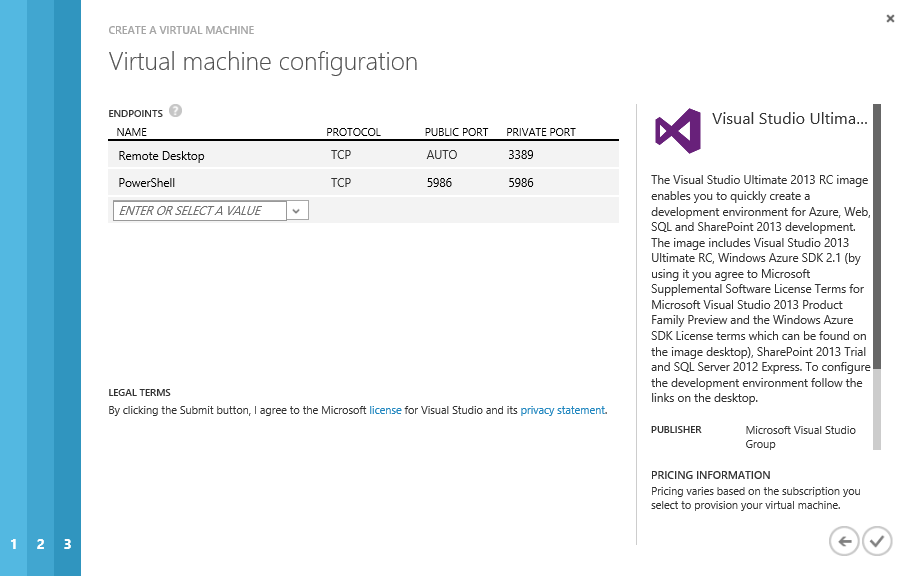 CREATE A VIRTUAL MACHINE
Virtual machine configuration
ENDPOINTS ?
NAME PROTOCOL PUBLIC PORT PRIVATE PORT
Remote Desktop TCP AUTO 3389
PowerShell TCP 5986 5986
ENTER OR SELECT A VALUE
LEGAL TERMS
By clicking the Submit button, I agree to the Microsoft license for Visual Studio and its privacy statement.
Visual Studio Ultima...
The Visual Studio Ultimate 2013 RC image
enables you to quickly create a
development environment for Azure, Web,
SQL and SharePoint 2013 development.
The image includes Visual Studio 2013
Ultimate RC, Windows Azure SDK 2.1 (by
using it you agree to Microsoft
Supplemental Software License Terms for
Microsoft Visual Studio 2013 Product
Family Preview and the Windows Azure
SDK License terms which can be found on
the image desktop), SharePoint 2013 Trial
and SQL Server 2012 Express. To configure
the development environment follow the
links on the desktop.
PUBLISHER Microsoft Visual Studio
Group
PRICING INFORMATION
Pricing varies based on the subscription you
select to provision your virtual machine.
1 2 3